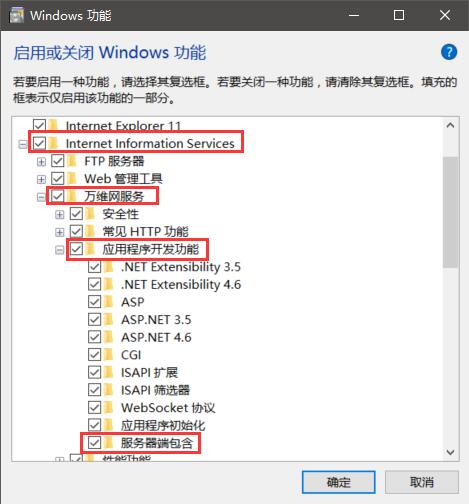 Windows 功能
启用或关闭 Windows 功能
若要启用一种功能，请选择其复选框。若要关闭一种功能，请清除其复选框。填充的
框表示仅启用该功能的一部分。
Internet Explorer 11
Internet Information Services
FTP 服务器
Web 管理工具
万维网服务
安全性
常见 HTTP 功能
应用程序开发功能
.NET Extensibility 3.5
.NET Extensibility 4.6
ASP
ASP.NET 3.5
ASP.NET 4.6
CGI
ISAPI 扩展
ISAPI 筛选器
WebSocket 协议
应用程序初始化
服务器端包含
性能功能
确定
取消